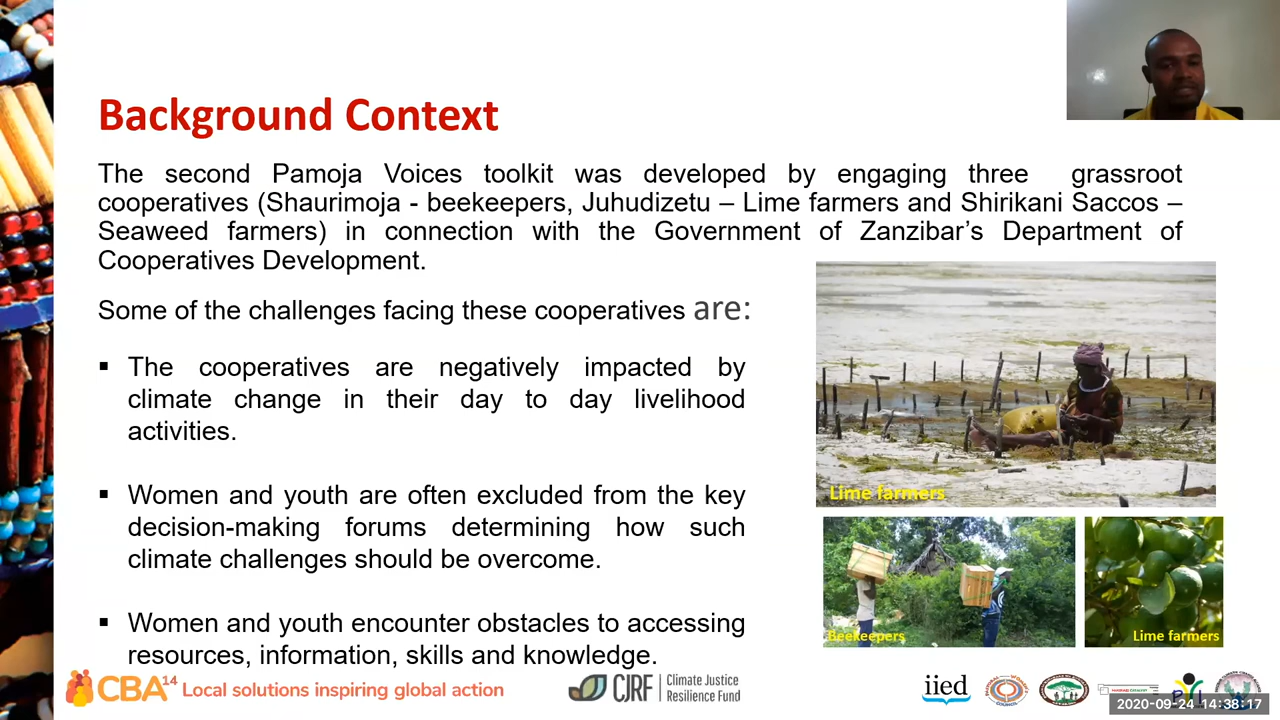 Background Context
The second Pamoja Voices toolkit was developed by engaging three grassroot
cooperatives (Shaurimoja - beekeepers, Juhudizetu – Lime farmers and Shirikani Saccos –
Seaweed farmers) in connection with the Government of Zanzibar’s Department of
Cooperatives Development.
Some of the challenges facing these cooperatives are:
▪ The cooperatives are negatively impacted by
climate change in their day to day livelihood
activities.
▪ Women and youth are often excluded from the key
decision-making forums determining how such
climate challenges should be overcome.
▪ Women and youth encounter obstacles to accessing
resources, information, skills and knowledge.
Lime farmers
Beekeepers
Lime farmers
CBA14 Local solutions inspiring global action
CJRF Climate Justice
Resilience Fund
iied
2020-09-24 14:38:17